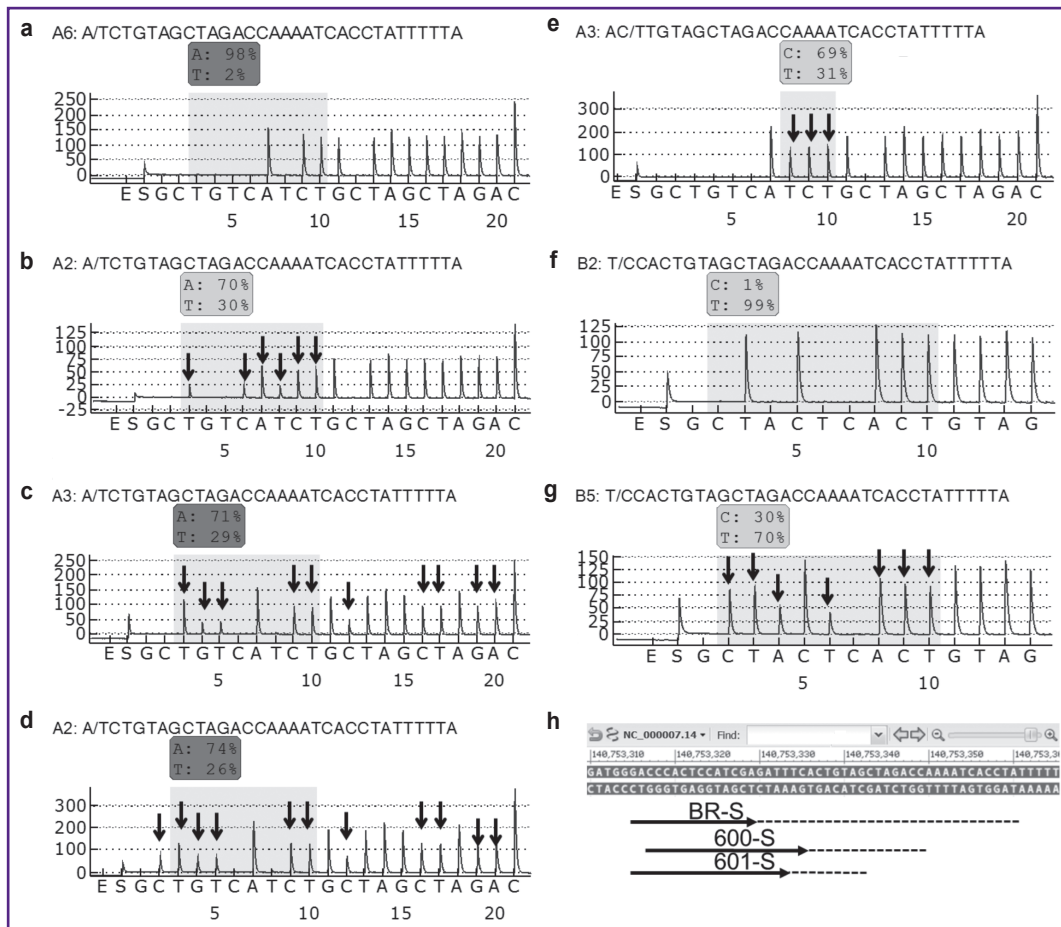 a A6: A/TCTGTAGCTAGACCAAAATCACCTATTTTTA
A: 98%
T: 2%
250
200
150
100
50
0
E S G C T G T C A T C T G C T A G C T A G A C
5 10 15 20
b A2: A/TCTGTAGCTAGACCAAAATCACCTATTTTTA
A: 70%
T: 30%
125
100
75
50
25
0
-25
E S G C T G T C A T C T G C T A G C T A G A C
5 10 15 20
c A3: A/TCTGTAGCTAGACCAAAATCACCTATTTTTA
A: 71%
T: 29%
250
200
150
100
50
0
E S G C T G T C A T C T G C T A G C T A G A C
5 10 15 20
d A2: A/TCTGTAGCTAGACCAAAATCACCTATTTTTA
A: 74%
T: 26%
300
200
100
0
E S G C T G T C A T C T G C T A G C T A G A C
5 10 15 20
e A3: AC/TTGTAGCTAGACCAAAATCACCTATTTTTA
C: 69%
T: 31%
300
200
100
0
E S G C T G T C A T C T G C T A G C T A G A C
5 10 15 20
f B2: T/CCACTGTAGCTAGACCAAAATCACCTATTTTTA
C: 1%
T: 99%
125
100
75
50
25
0
E S G C T A C T C A C T G T A G
5 10
g B5: T/CCACTGTAGCTAGACCAAAATCACCTATTTTTA
C: 30%
T: 70%
150
125
100
75
50
25
0
E S G C T A C T C A C T G T A G
5 10
h
NC_000007.14 Find:
140,753,310 140,753,320 140,753,330 140,753,340 140,753,350 140,753,3
GATGGGACCCACTCCATCGAGATTTCACTGTAGCTAGACCAAAATCACCTATTTTT
CTACCCTGGGTGAGGTAGCTCTAAAGTGACATCGATCTGGTTTTAGTGGATAAAAA
BR-S
600-S
601-S